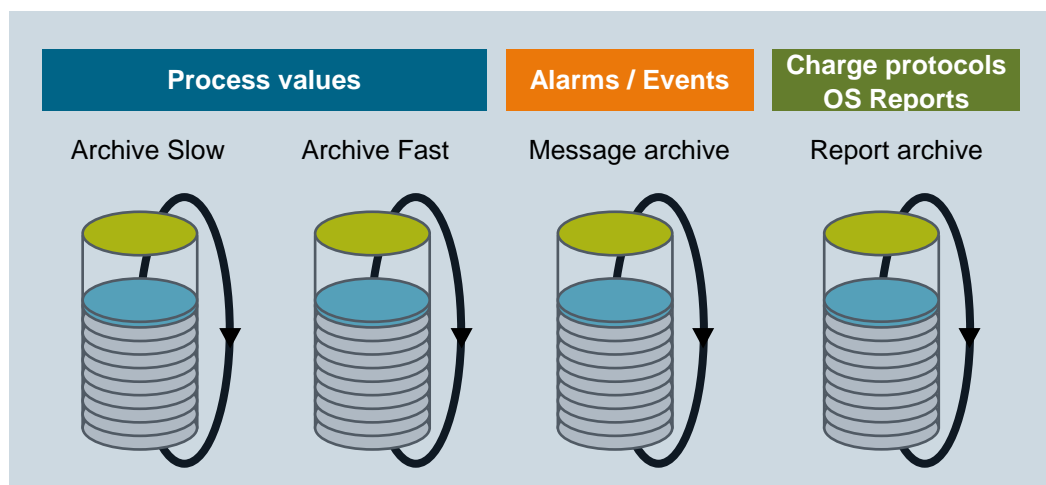 Process values
Alarms / Events
Charge protocols
OS Reports
Archive Slow
Archive Fast
Message archive
Report archive